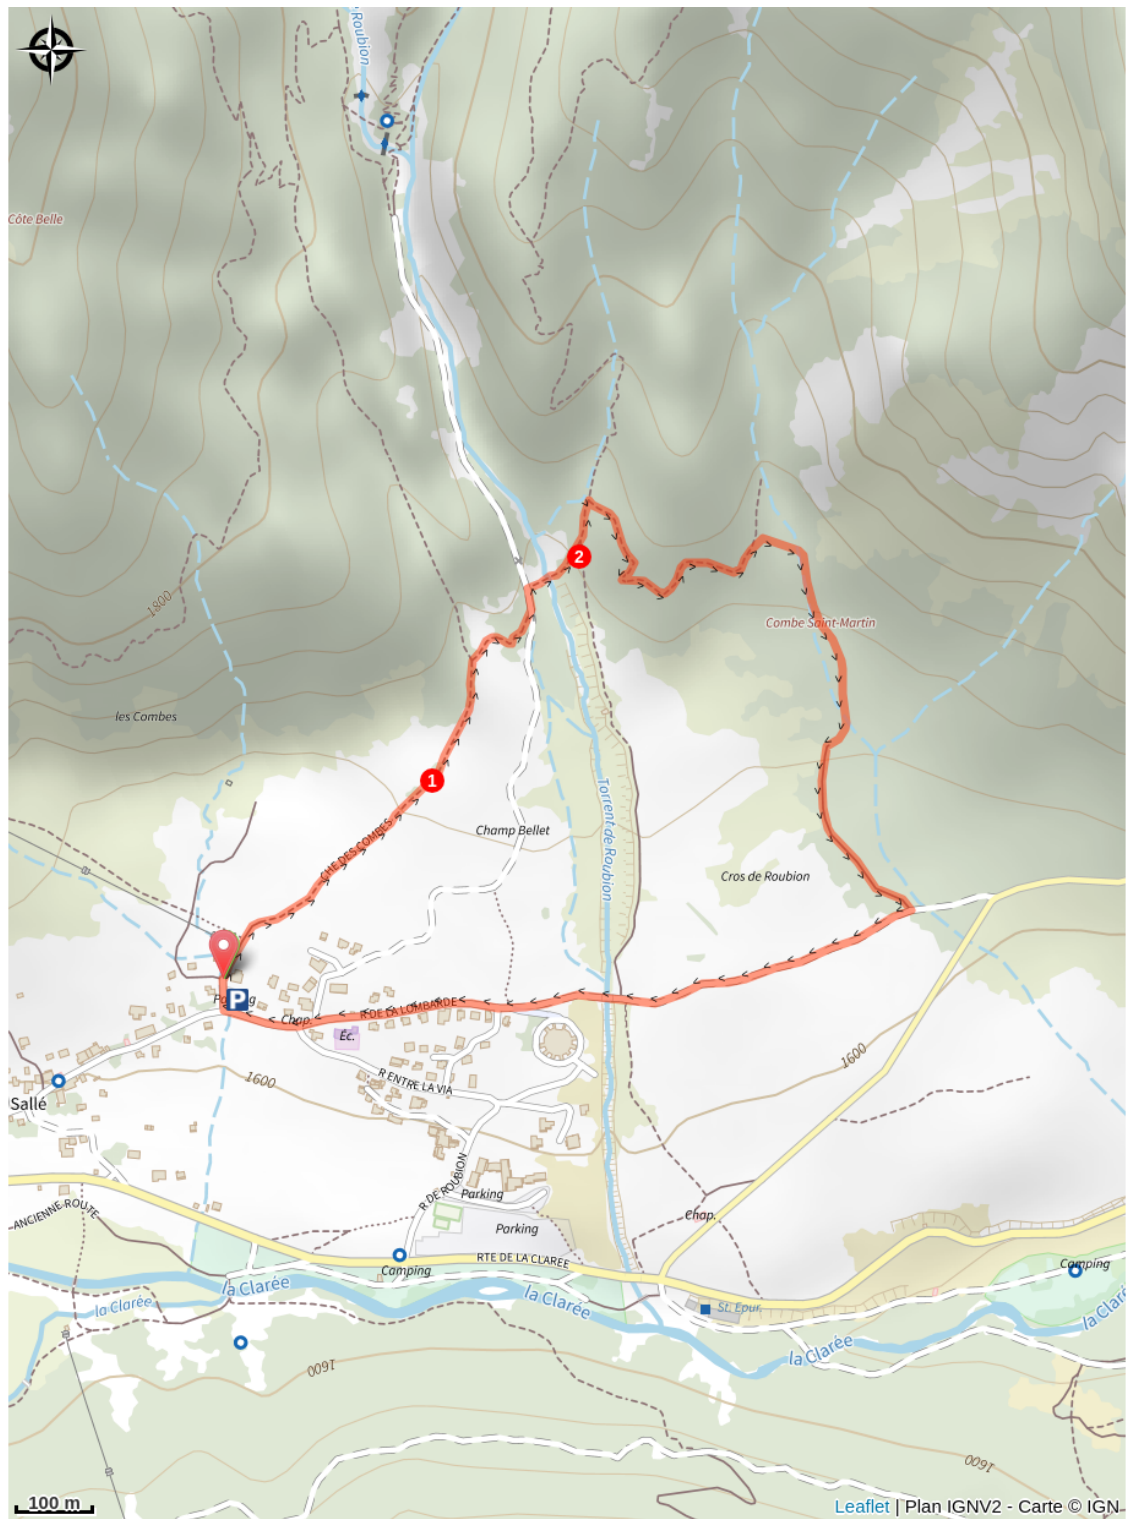 Roubion
Côte Belle
1800
2
Combe Saint-Martin
les Combes
1
Torrent de Roubion
CHE DES COMBES
Champ Bellet
Cros de Roubion
P
Parking
Chap.
R DE LA LOMBARDE
Éc.
1600
1600
R ENTRE LA VIA
Sallé
R DE ROUBION
Parking
Chap.
ANCIENNE ROUTE
Parking
RTE DE LA CLAREE
Camping
Camping
la Clarée
la Clarée
la Clarée
la Clarée
St. Epur.
la Clarée
1600
1600
100 m
Leaflet | Plan IGNV2 - Carte © IGN